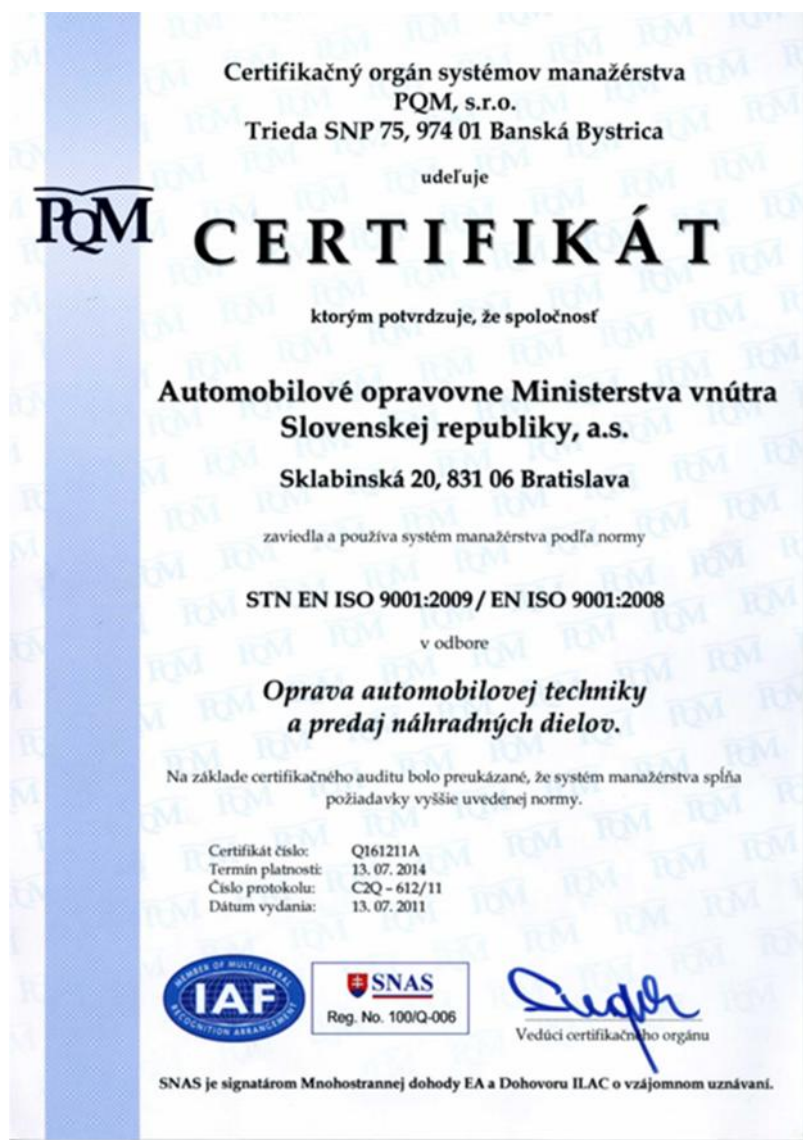 Certifikačný orgán systémov manažérstva
PQM, s.r.o.
Trieda SNP 75, 974 01 Banská Bystrica
udeľuje
PQM
CERTIFIKÁT
ktorým potvrdzuje, že spoločnosť
Automobilové opravovne Ministerstva vnútra
Slovenskej republiky, a.s.
Sklabinská 20, 831 06 Bratislava
zaviedla a používa systém manažérstva podľa normy
STN EN ISO 9001:2009 / EN ISO 9001:2008
v odbore
Oprava automobilovej techniky
a predaj náhradných dielov.
Na základe certifikačného auditu bolo preukázané, že systém manažérstva spĺňa
požiadavky vyššie uvedenej normy.
Certifikát číslo: Q161211A
Termín platnosti: 13. 07. 2014
Číslo protokolu: C2Q – 612/11
Dátum vydania: 13. 07. 2011
MEMBER OF MULTILATERAL
IAF
RECOGNITION ARRANGEMENT
SNAS
Reg. No. 100/Q-006
Vedúci certifikačného orgánu
SNAS je signatárom Mnohostrannej dohody EA a Dohovoru ILAC o vzájomnom uznávaní.